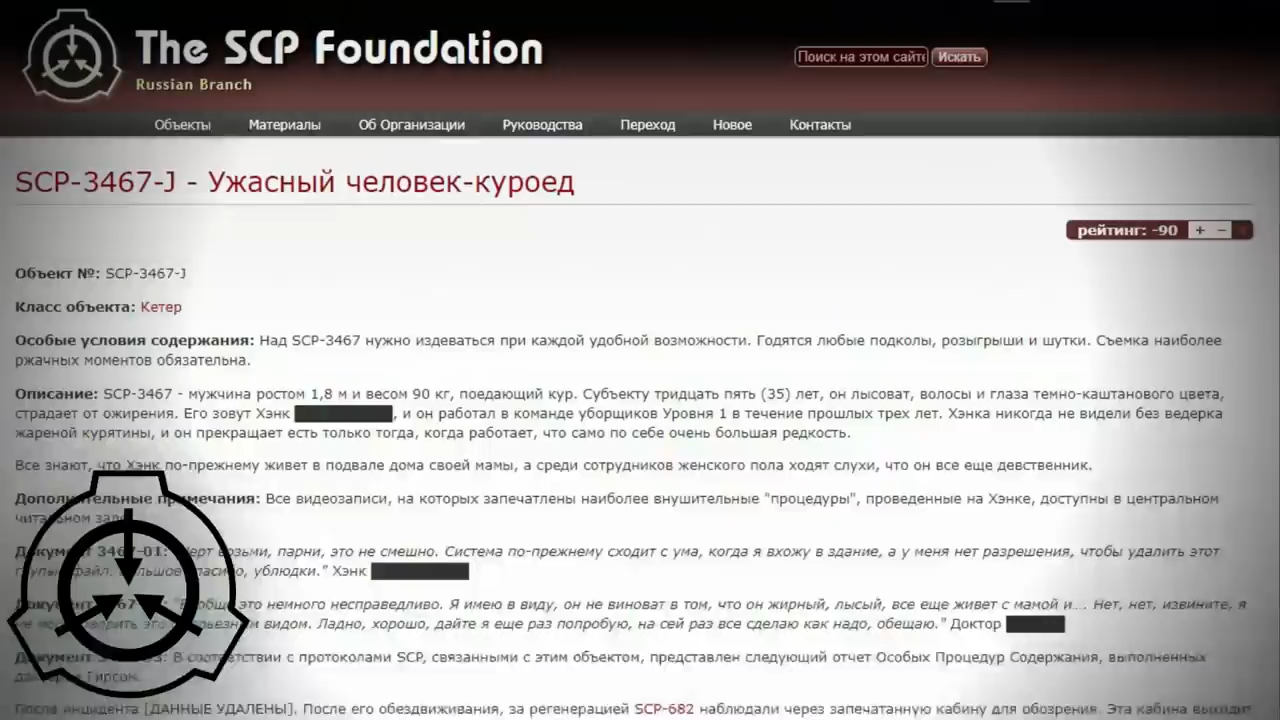 The SCP Foundation
Russian Branch
Поиск на этом сайте
Искать
Объекты Материалы Об Организации Руководства Переход Новое Контакты
SCP-3467-J - Ужасный человек-куроед
рейтинг: -90 + −
Объект №: SCP-3467-J
Класс объекта: Кетер
Особые условия содержания: Над SCP-3467 нужно издеваться при каждой удобной возможности. Годятся любые подколы, розыгрыши и шутки. Съемка наиболее
ржачных моментов обязательна.
Описание: SCP-3467 - мужчина ростом 1,8 м и весом 90 кг, поедающий кур. Субъекту тридцать пять (35) лет, он лысоват, волосы и глаза темно-каштанового цвета,
страдает от ожирения. Его зовут Хэнк , и он работал в команде уборщиков Уровня 1 в течение прошлых трех лет. Хэнка никогда не видели без ведерка
жареной курятины, и он прекращает есть только тогда, когда работает, что само по себе очень большая редкость.
Все знают, что Хэнк по-прежнему живет в подвале дома своей мамы, а среди сотрудников женского пола ходят слухи, что он все еще девственник.
Дополнительные примечания: Все видеозаписи, на которых запечатлены наиболее внушительные "процедуры", проведенные на Хэнке, доступны в центральном
читальном
Документ 3467-01: возьми, парни, это не смешно. Система по-прежнему сходит с ума, когда я вхожу в здание, а у меня нет разрешения, чтобы удалить этот
файл. ублюдки." Хэнк
это немного несправедливо. Я имею в виду, он не виноват в том, что он жирный, лысый, все еще живет с мамой и... Нет, нет, извините, я
видом. Ладно, хорошо, дайте я еще раз попробую, на сей раз все сделаю как надо, обещаю." Доктор
В соответствии с протоколами SCP, связанными с этим объектом, представлен следующий отчет Особых Процедур Содержания, выполненных
Гирсом.
После инцидента [ДАННЫЕ УДАЛЕНЫ]. После его обездвиживания, за регенерацией SCP-682 наблюдали через запечатанную кабину для обозрения. Эта кабина выходит